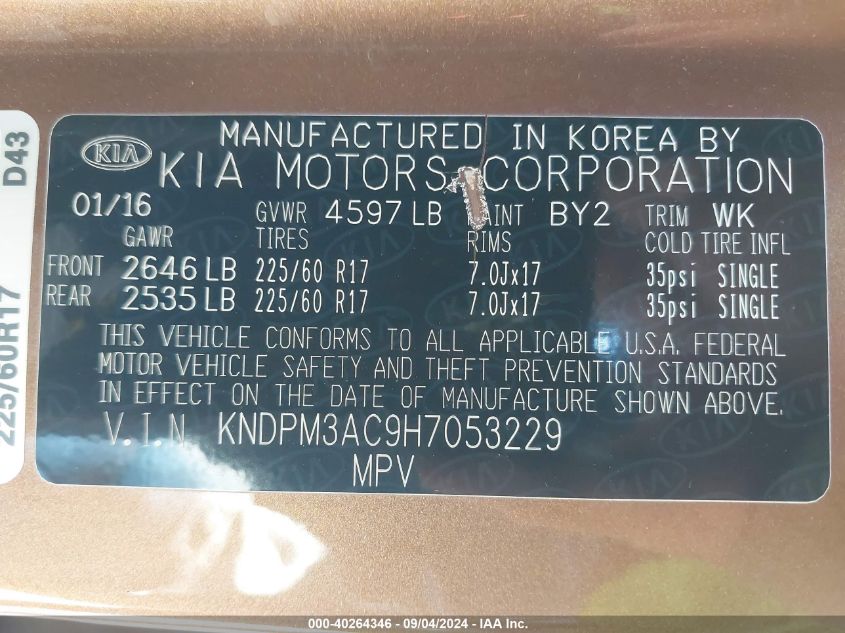 MANUFACTURED IN KOREA BY
KIA KIA MOTORS CORPORATION
01/16 GVWR 4597 LB BY2 TRIM WK
GAWR TIRES RIMS COLD TIRE INFL
FRONT 2646 LB 225/60 R17 7.0Jx17 35psi SINGLE
REAR 2535 LB 225/60 R17 7.0Jx17 35psi SINGLE
THIS VEHICLE CONFORMS TO ALL APPLICABLE U.S.A. FEDERAL
MOTOR VEHICLE SAFETY AND THEFT PREVENTION STANDARDS
IN EFFECT ON THE DATE OF MANUFACTURE SHOWN ABOVE.
V.I.N KNDPM3AC9H7053229
MPV
225/60R17 D43
000-40264346 - 09/04/2024 - IAA Inc.